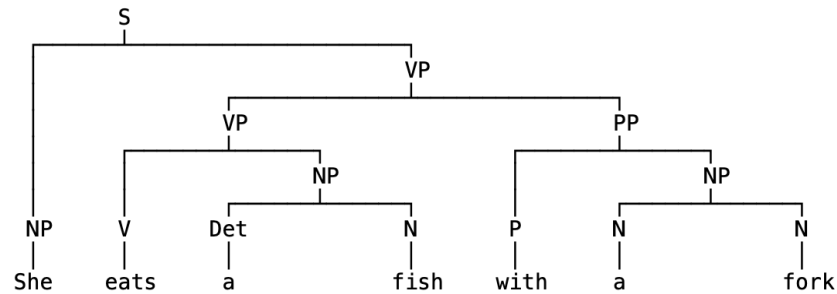 S
VP
VP PP
NP NP
NP V Det N P N N
She eats a fish with a fork